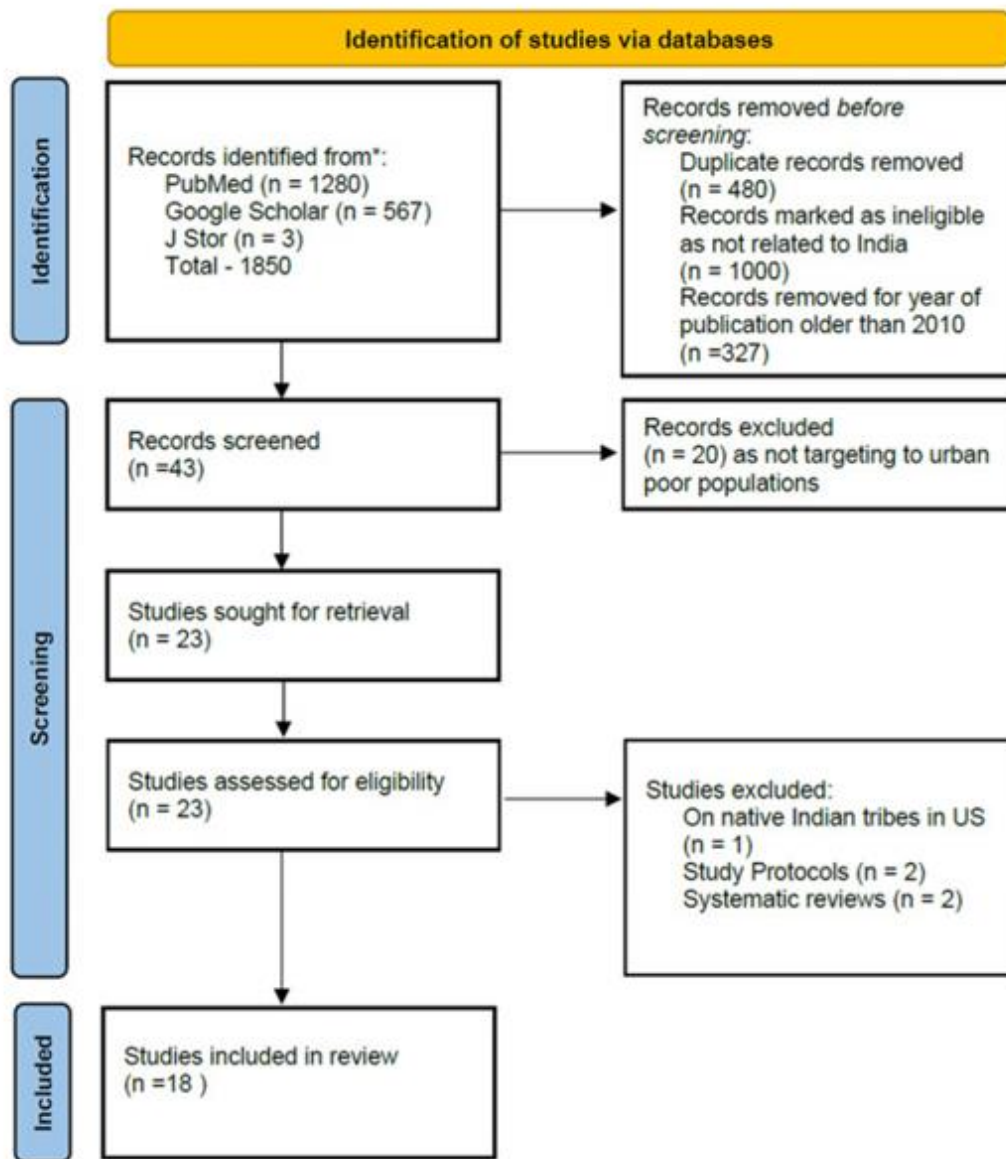 Identification of studies via databases
Identification
Records identified from*:
PubMed (n = 1280)
Google Scholar (n = 567)
J Stor (n = 3)
Total - 1850
Records removed before
screening:
Duplicate records removed
(n = 480)
Records marked as ineligible
as not related to India
(n = 1000)
Records removed for year of
publication older than 2010
(n =327)
Screening
Records screened
(n =43)
Records excluded
(n = 20) as not targeting to urban
poor populations
Studies sought for retrieval
(n = 23)
Studies assessed for eligibility
(n = 23)
Studies excluded:
On native Indian tribes in US
(n = 1)
Study Protocols (n = 2)
Systematic reviews (n = 2)
Included
Studies included in review
(n =18 )